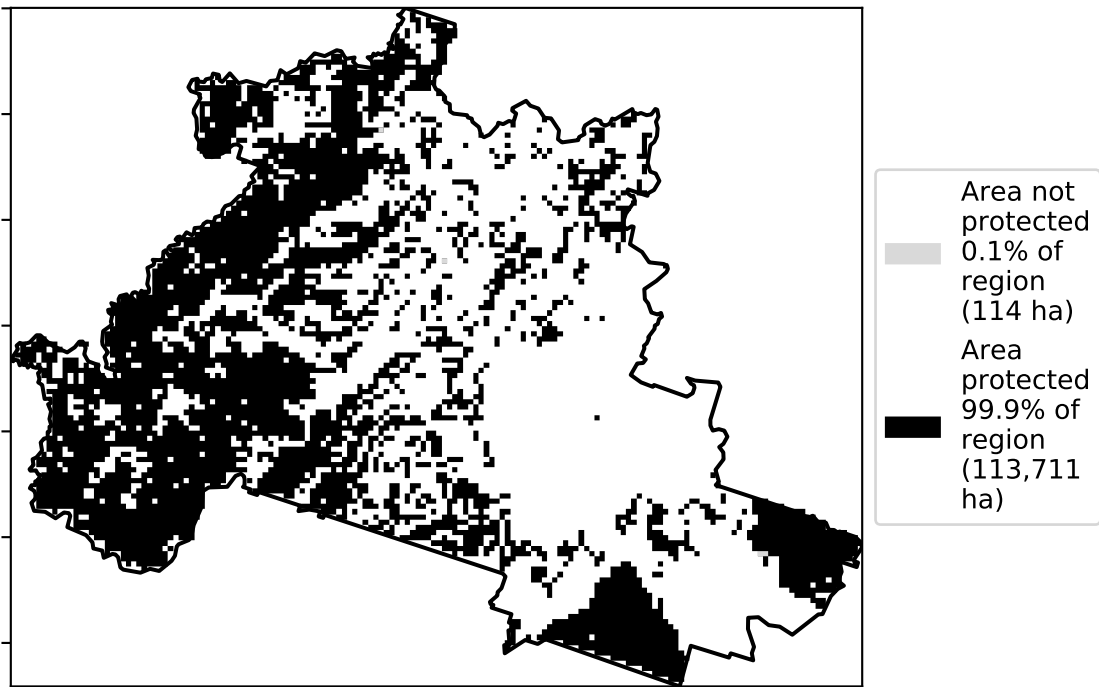 Area not
protected
0.1% of
region
(114 ha)
Area
protected
99.9% of
region
(113,711
ha)